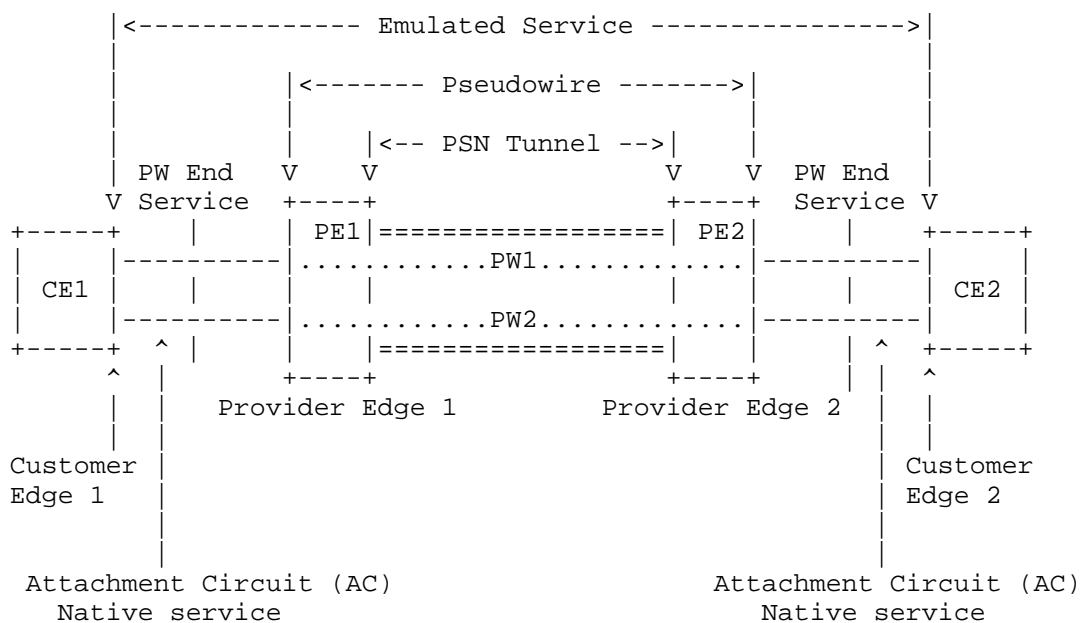 |<-------------- Emulated Service ---------------->|
|                                                  |
|          |<------- Pseudowire ------->|          |
|          |                            |          |
|          |    |<-- PSN Tunnel -->|    |          |
| PW End   V    V                  V    V  PW End  |
V Service  +----+                  +----+  Service V
+-----+    |     | PE1|==================| PE2|     |    +-----+
|     |----------|............PW1.............|----------|     |
| CE1 |    |     |    |                  |    |     |    | CE2 |
|     |----------|............PW2.............|----------|     |
+-----+  ^ |     |    |==================|    |     | ^  +-----+
^  |       +----+                  +----+     | |  ^
|  |   Provider Edge 1         Provider Edge 2  |  |
|  |                                            |  |
Customer |                                            | Customer
Edge 1   |                                            | Edge 2
|                                            |
|                                            |
Attachment Circuit (AC)                    Attachment Circuit (AC)
Native service                             Native service